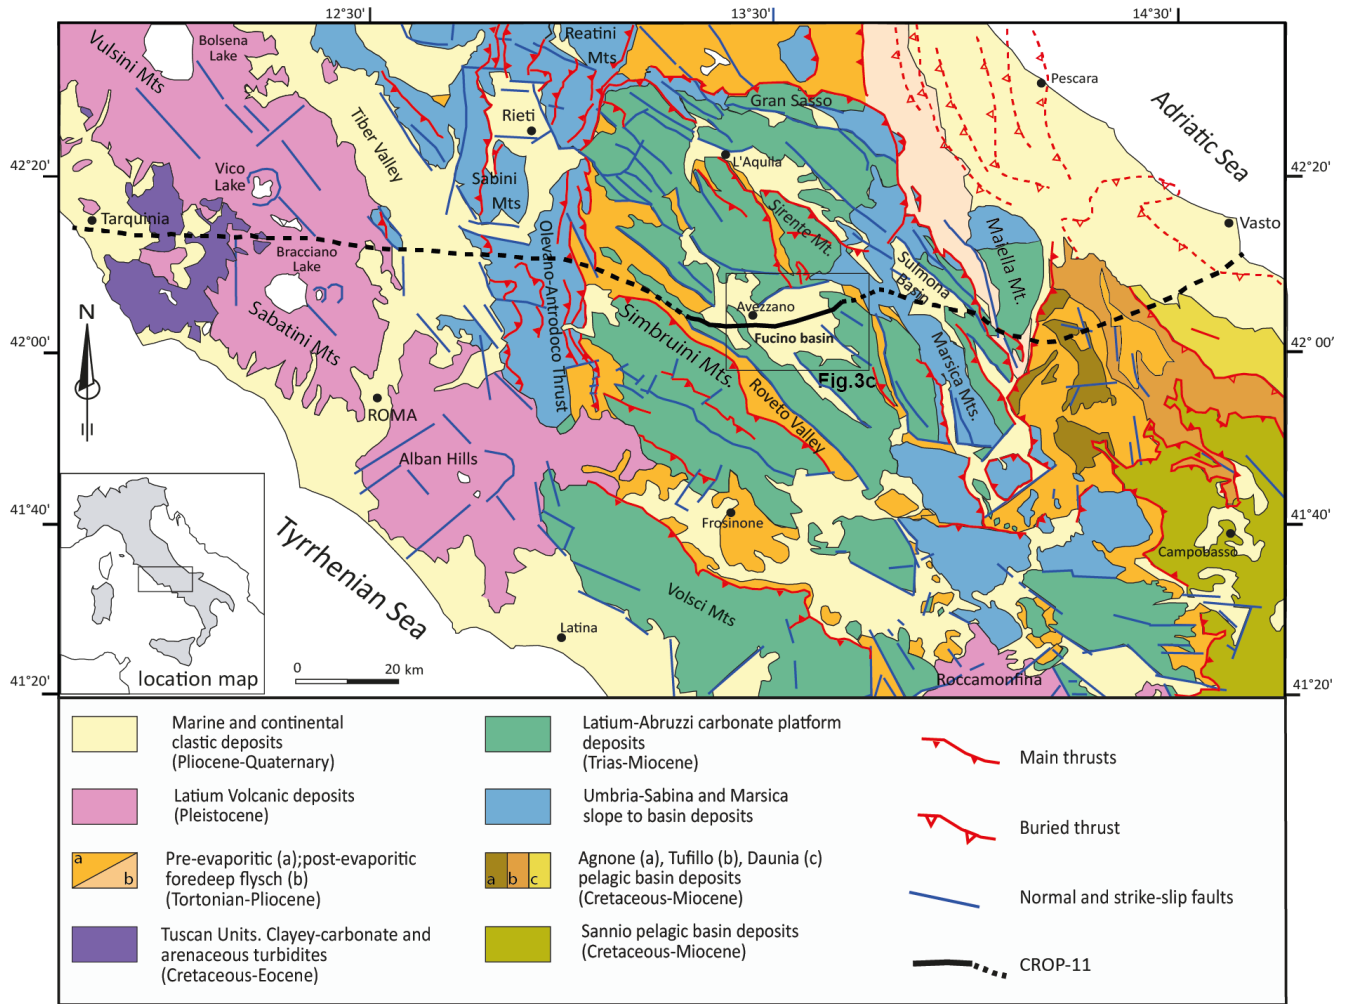 12°30'
13°30'
14°30'
Vulsini Mts
Bolsena
Lake
Reatini
Mts
Pescara
Adriatic Sea
Gran Sasso
Rieti
Tiber Valley
L'Aquila
42°20'
42°20'
Vico
Lake
Sabini
Mts
Sirente Mt.
Tarquinia
Vasto
Olevano-Antrodoco Thrust
Maiella Mt.
Bracciano
Lake
Sulmona
Basin
Avezzano
Fucino basin
Sabatini Mts
Simbruini Mts.
N
42°00'
42°00'
Marsica Mts.
Fig.3c
Roveto Valley
ROMA
Alban Hills
41°40'
41°40'
Frosinone
Campobasso
Tyrrhenian Sea
Volsci Mts
Latina
0
20 km
location map
Roccamonfina
41°20'
41°20'
Marine and continental
clastic deposits
(Pliocene-Quaternary)
Latium Volcanic deposits
(Pleistocene)
a
b
Pre-evaporitic (a);post-evaporitic
foredeep flysch (b)
(Tortonian-Pliocene)
Tuscan Units. Clayey-carbonate and
arenaceous turbidites
(Cretaceous-Eocene)
Latium-Abruzzi carbonate platform
deposits
(Trias-Miocene)
Umbria-Sabina and Marsica
slope to basin deposits
a b c
Agnone (a), Tufillo (b), Daunia (c)
pelagic basin deposits
(Cretaceous-Miocene)
Sannio pelagic basin deposits
(Cretaceous-Miocene)
Main thrusts
Buried thrust
Normal and strike-slip faults
CROP-11